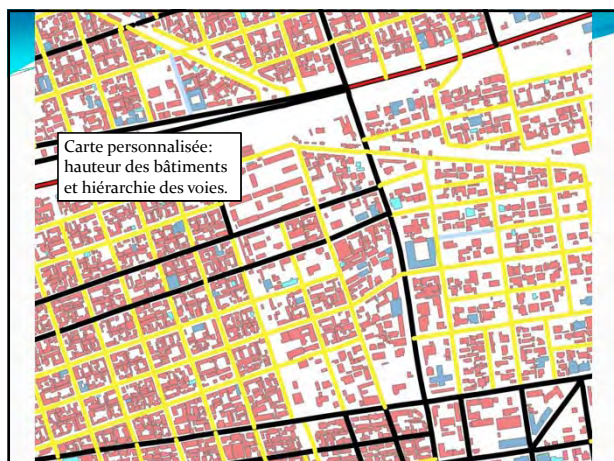 Carte personnalisée:
hauteur des bâtiments
et hiérarchie des voies.